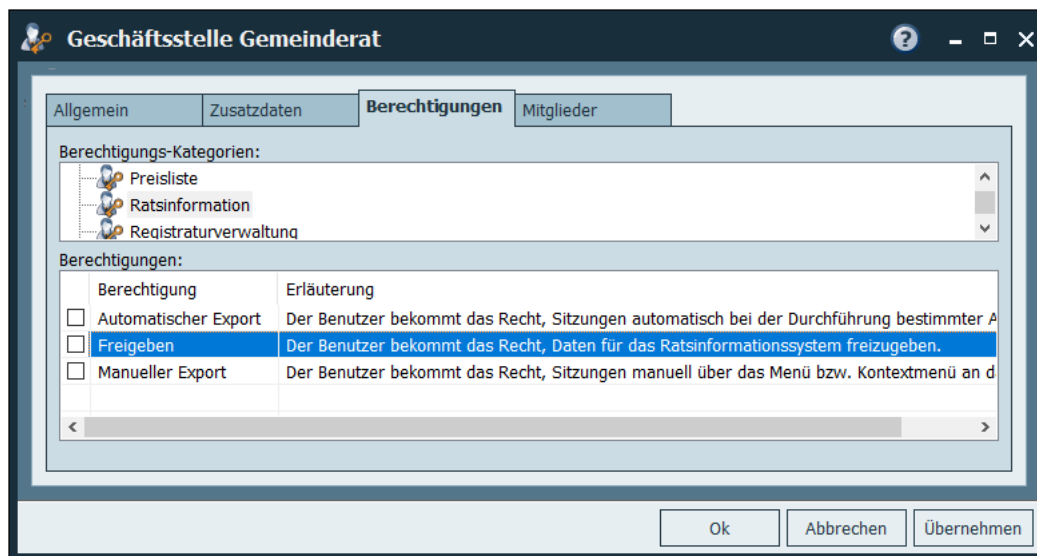 Geschäftsstelle Gemeinderat
Allgemein Zusatzdaten Berechtigungen Mitglieder
Berechtigungs-Kategorien:
Preisliste
Ratsinformation
Registraturverwaltung
Berechtigungen:
Berechtigung Erläuterung
Automatischer Export Der Benutzer bekommt das Recht, Sitzungen automatisch bei der Durchführung bestimmter A
Freigeben Der Benutzer bekommt das Recht, Daten für das Ratsinformationssystem freizugeben.
Manueller Export Der Benutzer bekommt das Recht, Sitzungen manuell über das Menü bzw. Kontextmenü an d
Ok Abbrechen Übernehmen